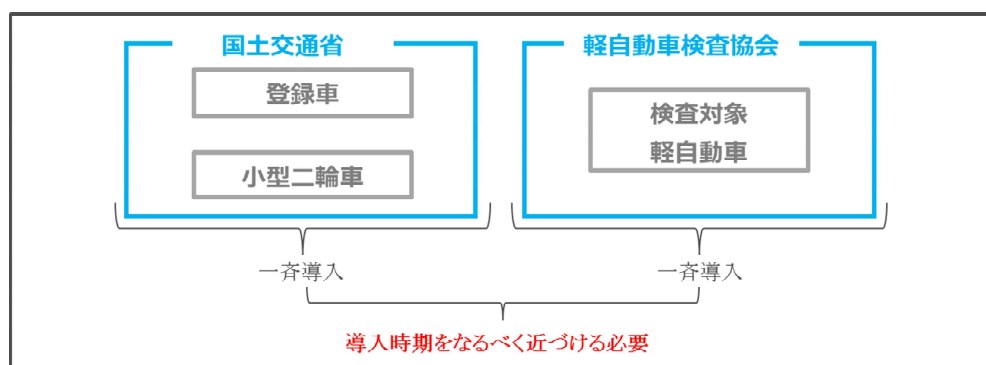 国土交通省
登録車
小型二輪車
一斉導入
軽自動車検査協会
検査対象
軽自動車
一斉導入
導入時期をなるべく近づける必要